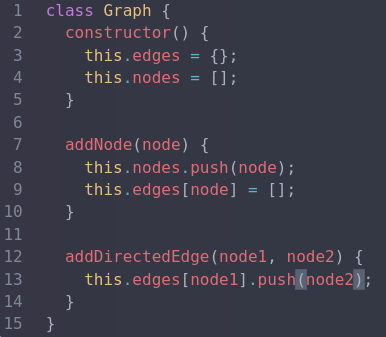 1 class Graph {
2   constructor() {
3     this.edges = {};
4     this.nodes = [];
5   }
6
7   addNode(node) {
8     this.nodes.push(node);
9     this.edges[node] = [];
10   }
11
12   addDirectedEdge(node1, node2) {
13     this.edges[node1].push(node2);
14   }
15 }